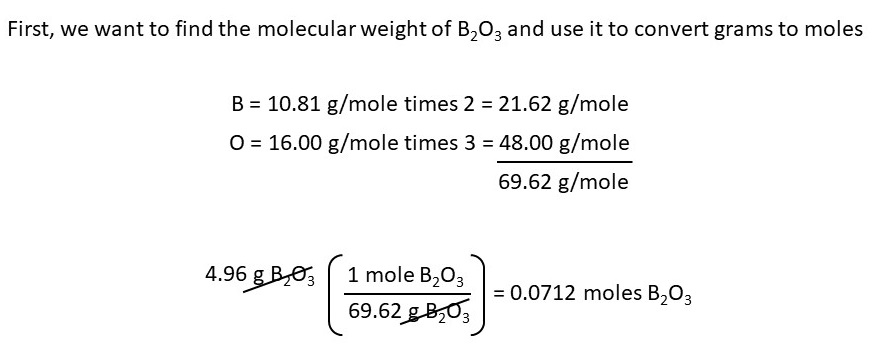 First, we want to find the molecular weight of B₂O₃ and use it to convert grams to moles
B = 10.81 g/mole times 2 = 21.62 g/mole
O = 16.00 g/mole times 3 = 48.00 g/mole
69.62 g/mole
4.96 g B₂O₃ (1 mole B₂O₃ / 69.62 g B₂O₃) = 0.0712 moles B₂O₃